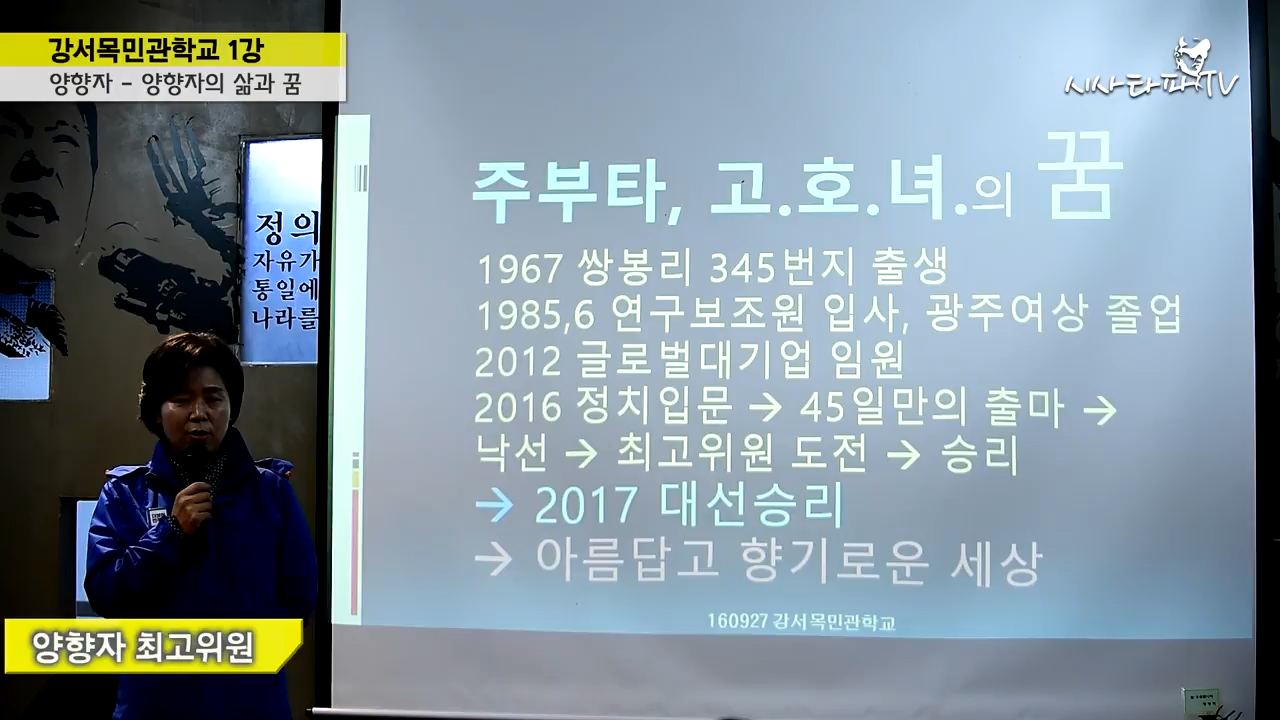 강서목민관학교 1강
양향자 - 양향자의 삶과 꿈
시사타파TV
정의
자유가
통일에
나라를
주부타, 고.호.녀.의 꿈
1967 쌍봉리 345번지 출생
1985,6 연구보조원 입사, 광주여상 졸업
2012 글로벌대기업 임원
2016 정치입문 → 45일만의 출마 →
낙선 → 최고위원 도전 → 승리
→ 2017 대선승리
→ 아름답고 향기로운 세상
160927 강서목민관학교
양향자 최고위원